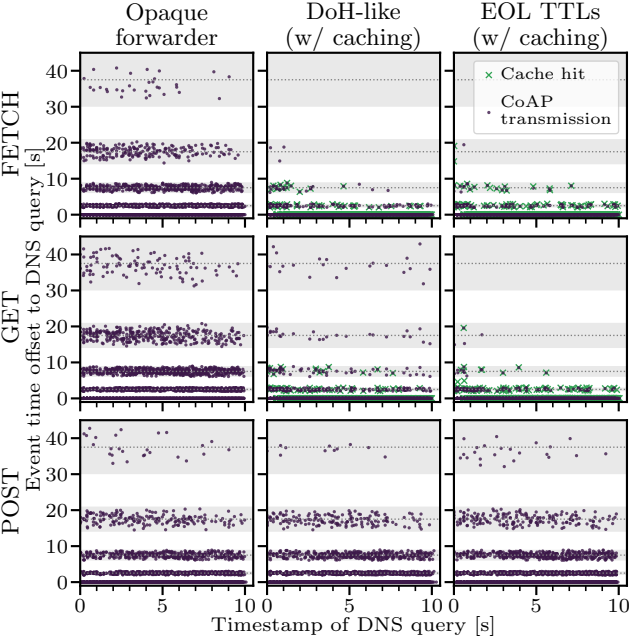 Opaque
forwarder
DoH-like
(w/ caching)
EOL TTLs
(w/ caching)
FETCH
40
30
20
10
0
Cache hit
CoAP
transmission
GET
Event time offset to DNS query [s]
40
30
20
10
0
POST
40
30
20
10
0
0 5 10 0 5 10 0 5 10
Timestamp of DNS query [s]